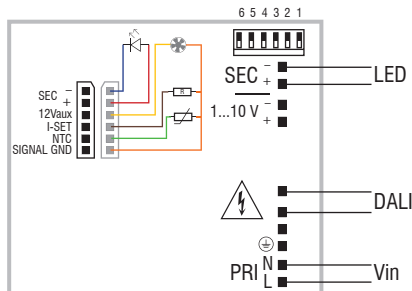 6 5 4 3 2 1
SEC - +
LED
1...10 V - +
SEC - +
12Vaux
I-SET
NTC
SIGNAL GND
R
DALI
PRI N L
Vin